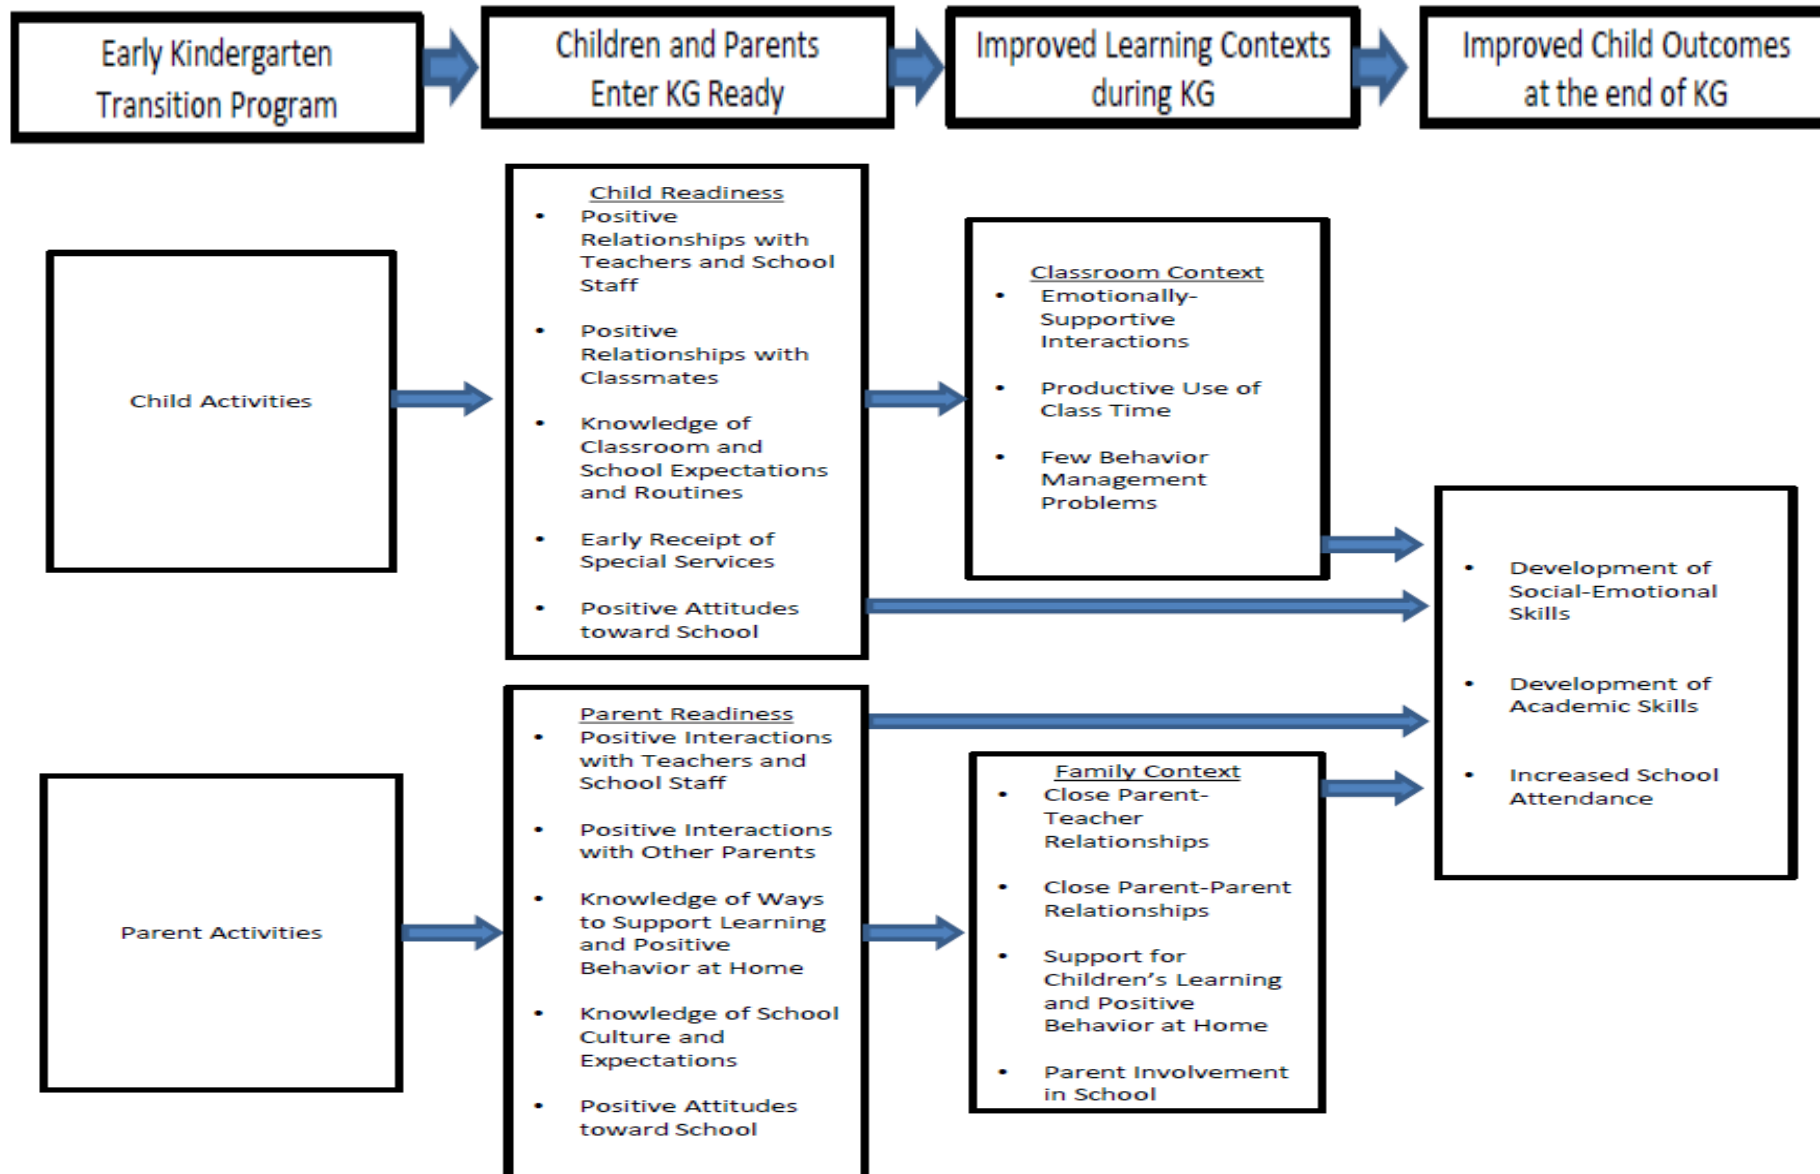 Early Kindergarten
Transition Program
Children and Parents
Enter KG Ready
Improved Learning Contexts
during KG
Improved Child Outcomes
at the end of KG
Child Activities
Child Readiness
• Positive
Relationships with
Teachers and School
Staff
• Positive
Relationships with
Classmates
• Knowledge of
Classroom and
School Expectations
and Routines
• Early Receipt of
Special Services
• Positive Attitudes
toward School
Classroom Context
• Emotionally-
Supportive
Interactions
• Productive Use of
Class Time
• Few Behavior
Management
Problems
Parent Activities
Parent Readiness
• Positive Interactions
with Teachers and
School Staff
• Positive Interactions
with Other Parents
• Knowledge of Ways
to Support Learning
and Positive
Behavior at Home
• Knowledge of School
Culture and
Expectations
• Positive Attitudes
toward School
Family Context
• Close Parent-
Teacher
Relationships
• Close Parent-Parent
Relationships
• Support for
Children’s Learning
and Positive
Behavior at Home
• Parent Involvement
in School
• Development of
Social-Emotional
Skills
• Development of
Academic Skills
• Increased School
Attendance